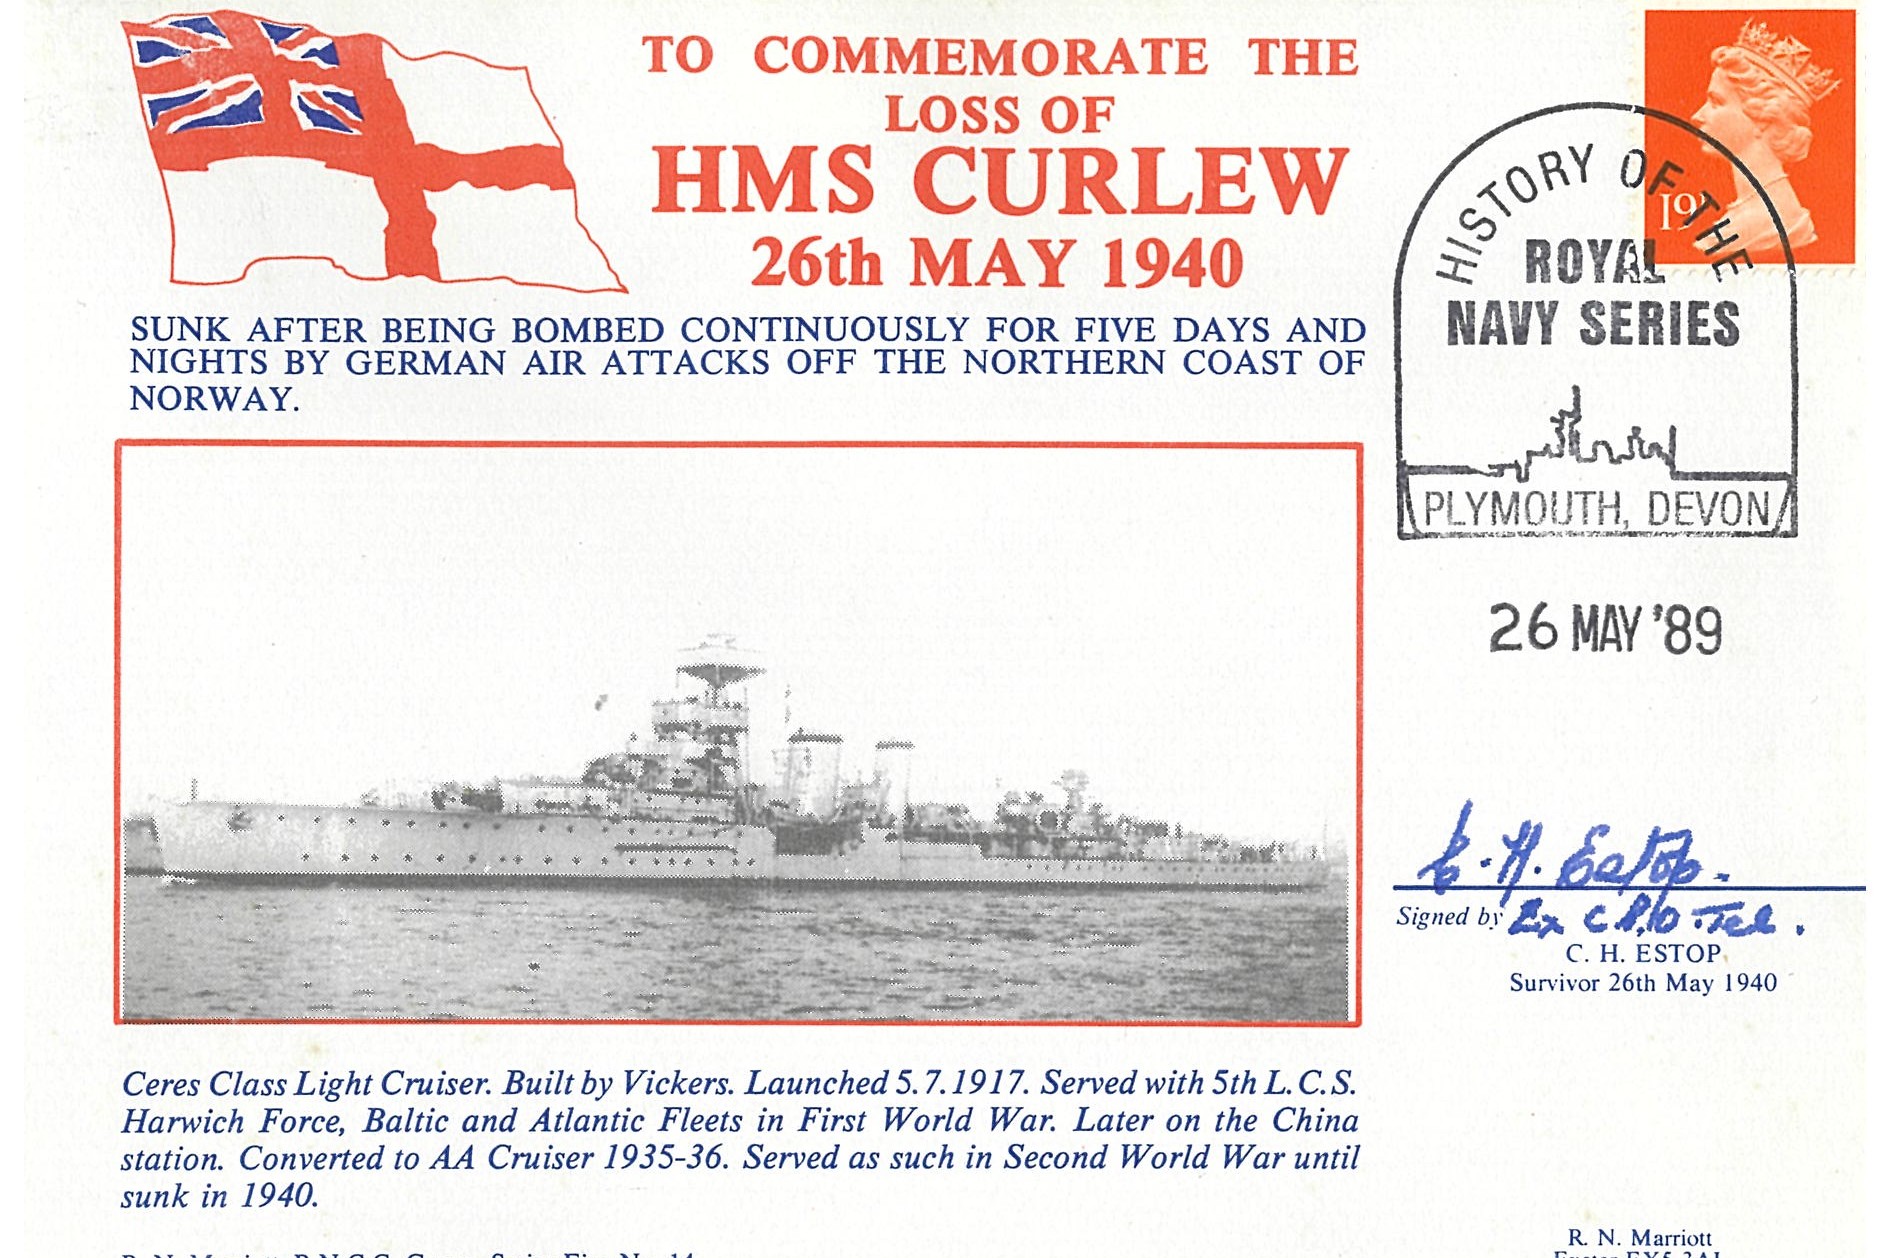 TO COMMEMORATE THE
LOSS OF
HMS CURLEW
26th MAY 1940
SUNK AFTER BEING BOMBED CONTINUOUSLY FOR FIVE DAYS AND
NIGHTS BY GERMAN AIR ATTACKS OFF THE NORTHERN COAST OF
NORWAY.
19
HISTORY OF THE
ROYAL
NAVY SERIES
PLYMOUTH, DEVON
26 MAY '89
C. H. Estop.
Signed by Ex C.P.O. Tel.
C. H. ESTOP
Survivor 26th May 1940
Ceres Class Light Cruiser. Built by Vickers. Launched 5.7.1917. Served with 5th L.C.S.
Harwich Force, Baltic and Atlantic Fleets in First World War. Later on the China
station. Converted to AA Cruiser 1935-36. Served as such in Second World War until
sunk in 1940.
R. N. Marriott